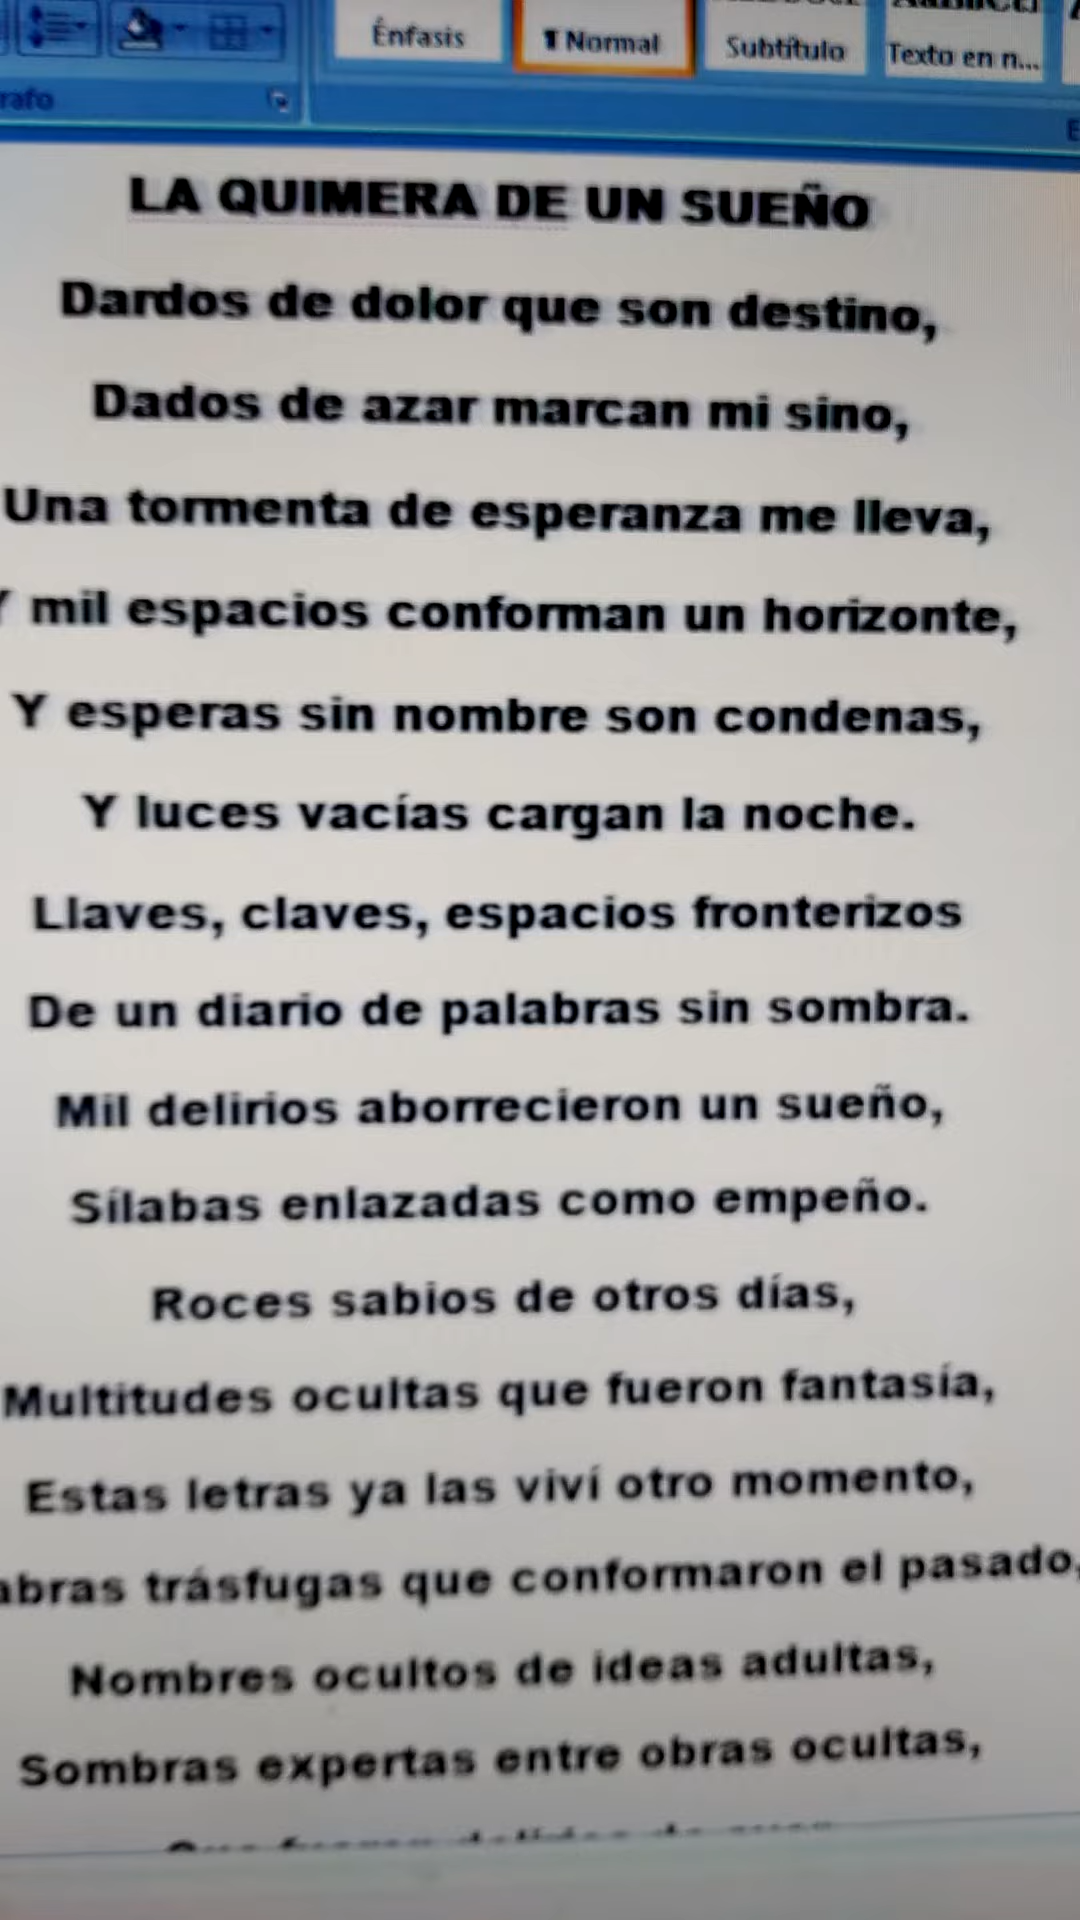 Énfasis
¶ Normal
Subtítulo
Texto en n...
LA QUIMERA DE UN SUEÑO
Dardos de dolor que son destino,
Dados de azar marcan mi sino,
Una tormenta de esperanza me lleva,
Y mil espacios conforman un horizonte,
Y esperas sin nombre son condenas,
Y luces vacías cargan la noche.
Llaves, claves, espacios fronterizos
De un diario de palabras sin sombra.
Mil delirios aborrecieron un sueño,
Sílabas enlazadas como empeño.
Roces sabios de otros días,
Multitudes ocultas que fueron fantasía,
Estas letras ya las viví otro momento,
trásfugas que conformaron el pasado,
Nombres ocultos de ideas adultas,
Sombras expertas entre obras ocultas,